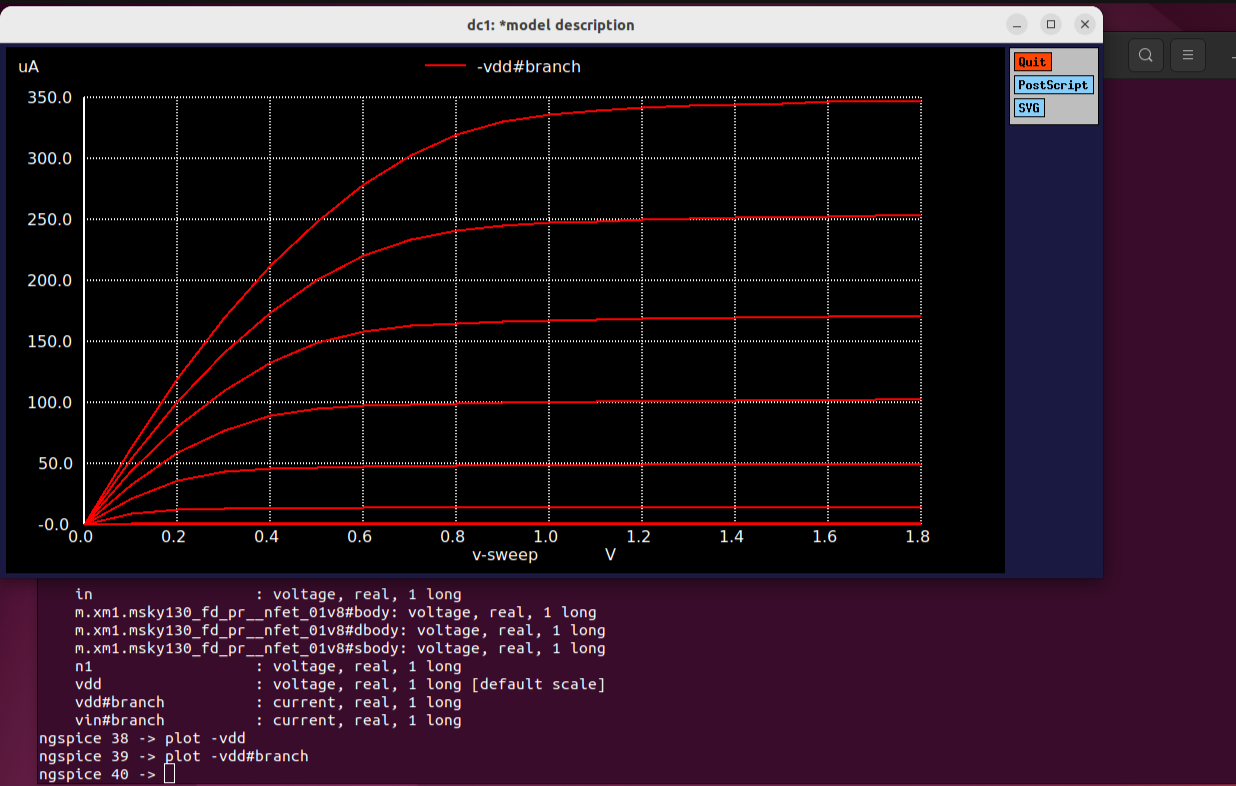 dc1: *model description
uA
-vdd#branch
Quit
PostScript
SVG
350.0
300.0
250.0
200.0
150.0
100.0
50.0
-0.0
0.0 0.2 0.4 0.6 0.8 1.0 1.2 1.4 1.6 1.8
v-sweep V
in : voltage, real, 1 long
m.xm1.msky130_fd_pr__nfet_01v8#body: voltage, real, 1 long
m.xm1.msky130_fd_pr__nfet_01v8#dbody: voltage, real, 1 long
m.xm1.msky130_fd_pr__nfet_01v8#sbody: voltage, real, 1 long
n1 : voltage, real, 1 long
vdd : voltage, real, 1 long [default scale]
vdd#branch : current, real, 1 long
vin#branch : current, real, 1 long
ngspice 38 -> plot -vdd
ngspice 39 -> plot -vdd#branch
ngspice 40 ->